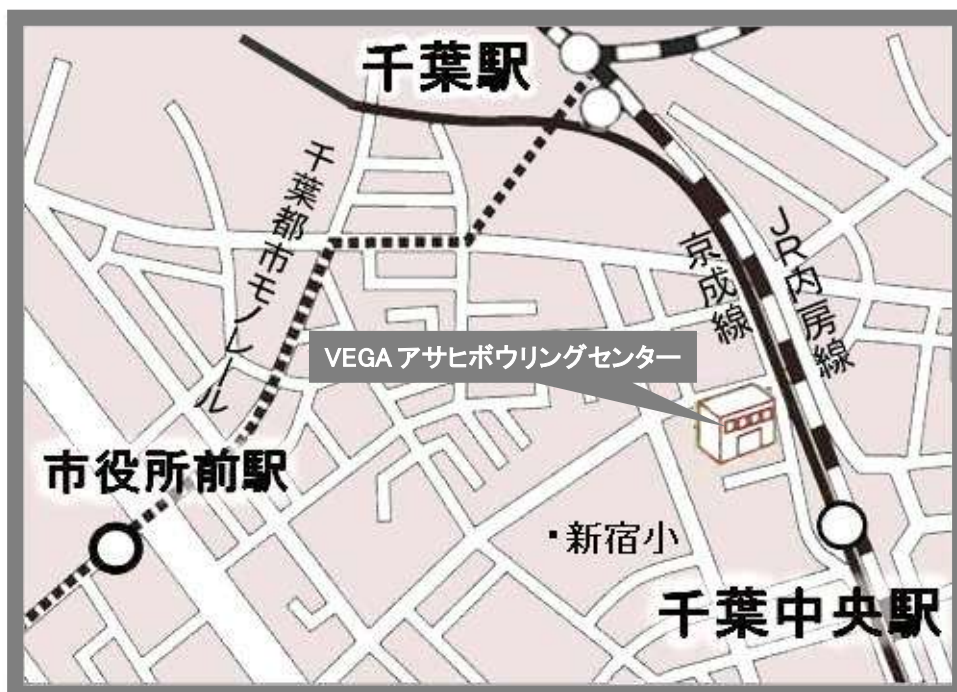 千葉駅
千葉都市モノレール
JR内房線
京成線
VEGA アサヒボウリングセンター
市役所前駅
新宿小
千葉中央駅